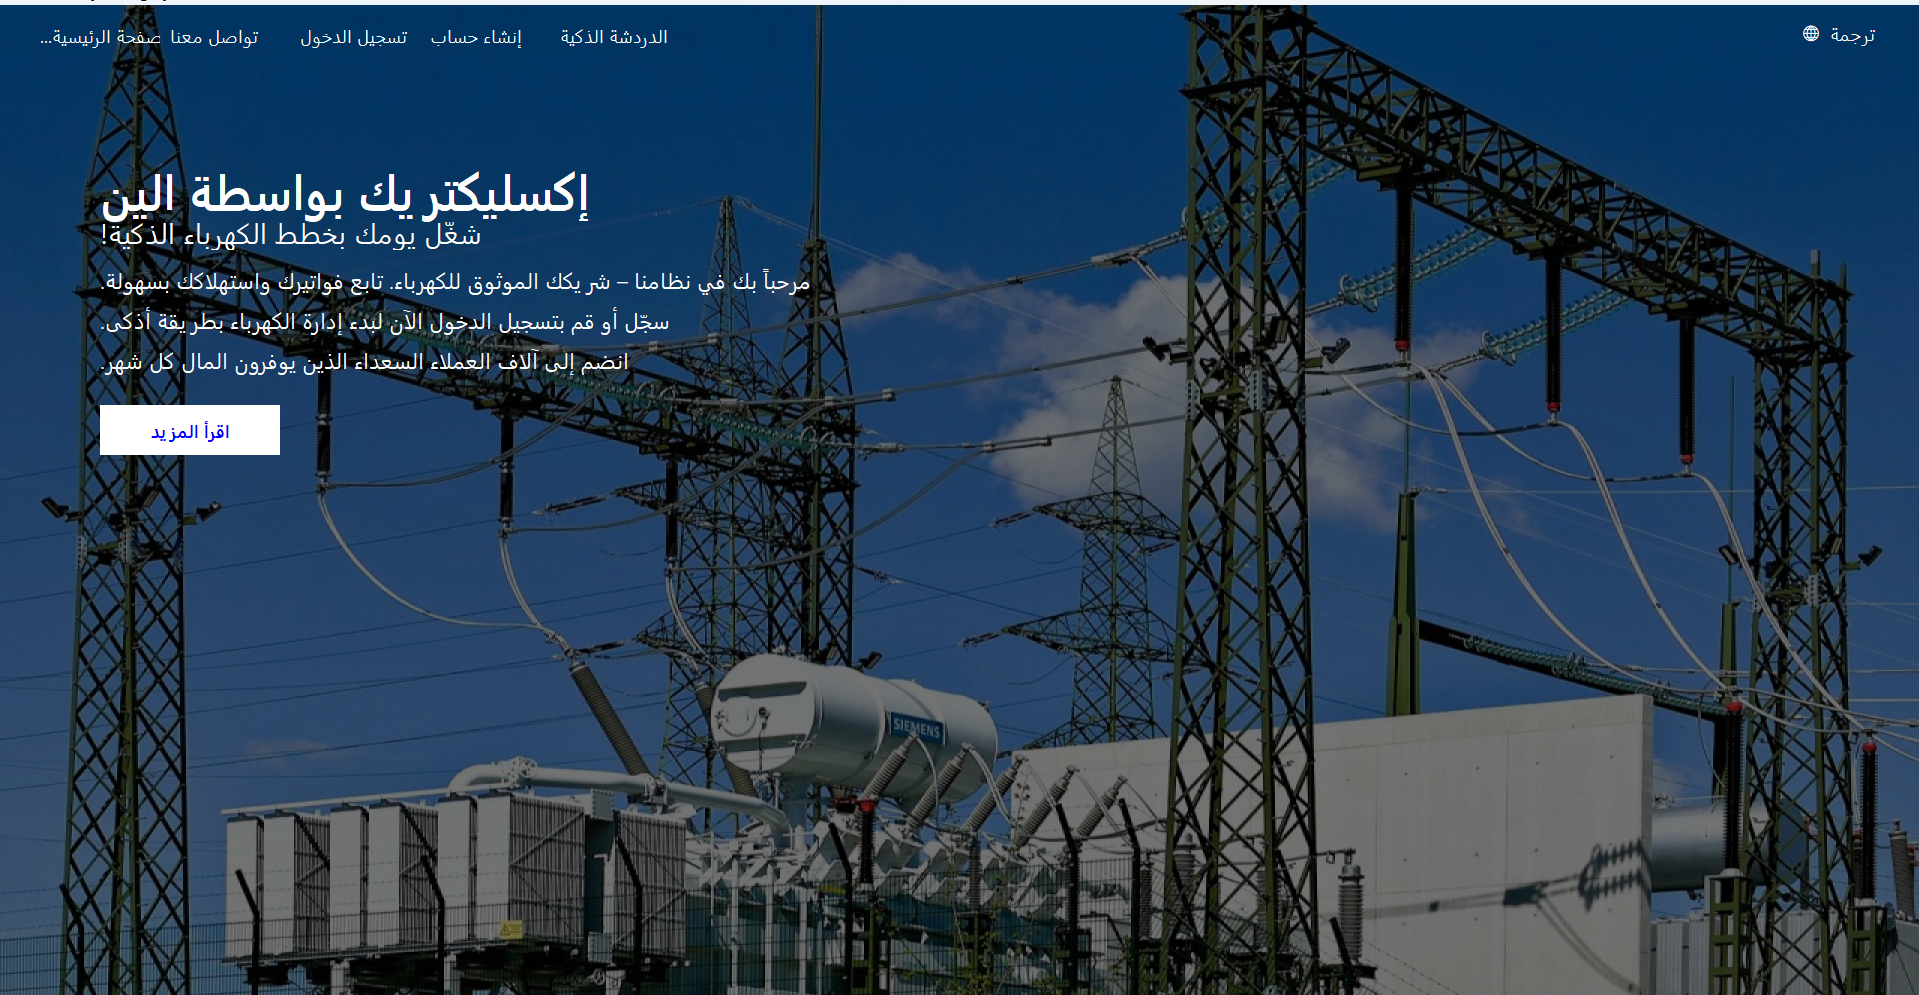 صفحة الرئيسية...
تواصل معنا
تسجيل الدخول
إنشاء حساب
الدردشة الذكية
ترجمة
إكسليكتريك بواسطة الين
شغّل يومك بخطط الكهرباء الذكية!
مرحباً بك في نظامنا – شريكك الموثوق للكهرباء. تابع فواتيرك واستهلاكك بسهولة.
سجّل أو قم بتسجيل الدخول الآن لبدء إدارة الكهرباء بطريقة أذكى.
انضم إلى آلاف العملاء السعداء الذين يوفرون المال كل شهر.
اقرأ المزيد
SIEMENS